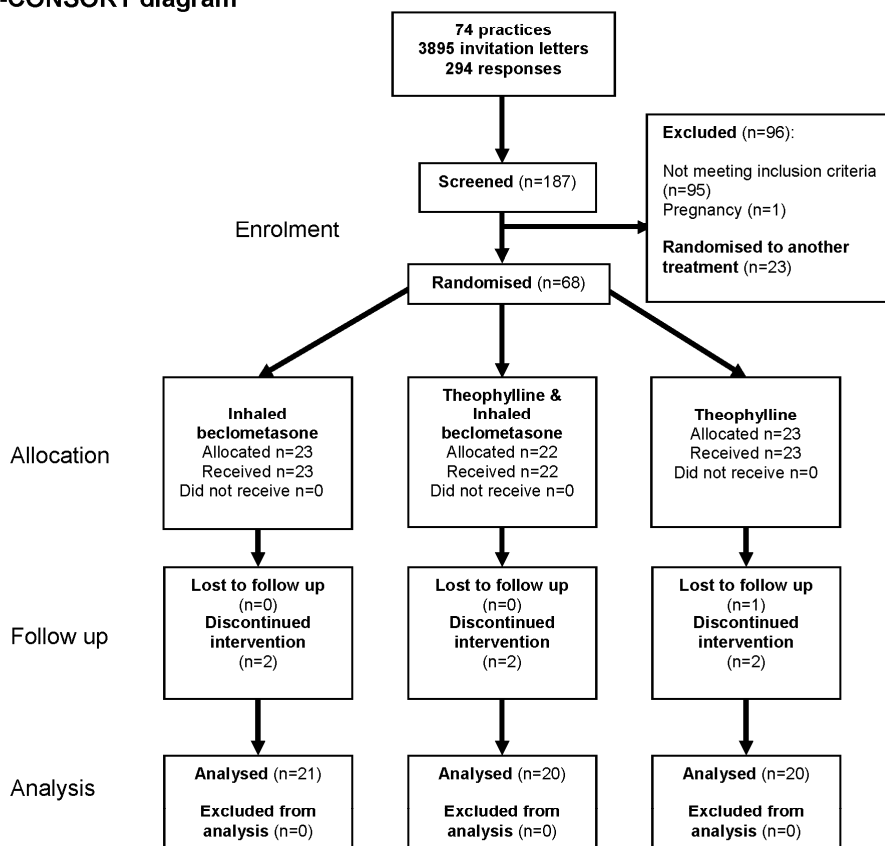 -CONSORT diagram
74 practices
3895 invitation letters
294 responses
Excluded (n=96):
Not meeting inclusion criteria
(n=95)
Pregnancy (n=1)
Randomised to another
treatment (n=23)
Screened (n=187)
Enrolment
Randomised (n=68)
Allocation
Inhaled
beclometasone
Allocated n=23
Received n=23
Did not receive n=0
Theophylline &
Inhaled
beclometasone
Allocated n=22
Received n=22
Did not receive n=0
Theophylline
Allocated n=23
Received n=23
Did not receive n=0
Follow up
Lost to follow up
(n=0)
Discontinued
intervention
(n=2)
Lost to follow up
(n=0)
Discontinued
intervention
(n=2)
Lost to follow up
(n=1)
Discontinued
intervention
(n=2)
Analysis
Analysed (n=21)
Excluded from
analysis (n=0)
Analysed (n=20)
Excluded from
analysis (n=0)
Analysed (n=20)
Excluded from
analysis (n=0)